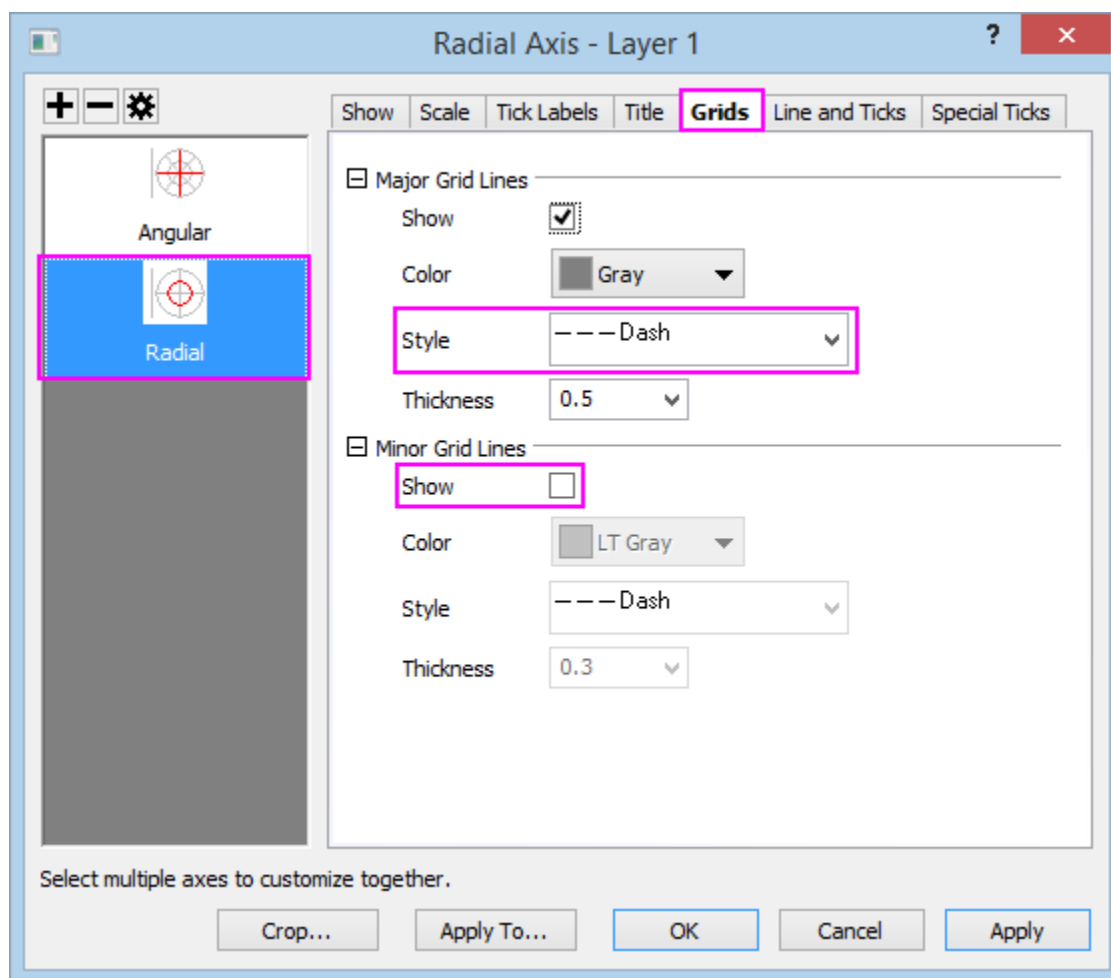 Radial Axis - Layer 1
? ×
Show Scale Tick Labels Title Grids Line and Ticks Special Ticks
Angular
Radial
Major Grid Lines
Show
Color Gray
Style ---Dash
Thickness 0.5
Minor Grid Lines
Show
Color LT Gray
Style ---Dash
Thickness 0.3
Select multiple axes to customize together.
Crop... Apply To... OK Cancel Apply